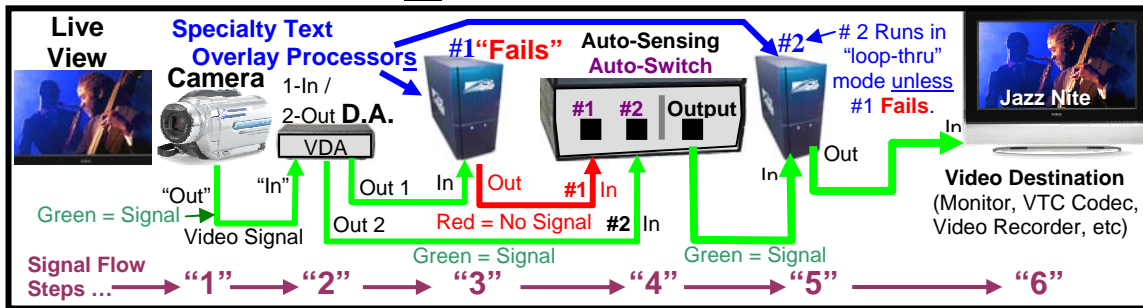 Live
View
Specialty Text
Overlay Processors
#1 “Fails”
Auto-Sensing
Auto-Switch
#2
# 2 Runs in
“loop-thru”
mode unless
#1 Fails.
Camera
1-In /
2-Out D.A.
VDA
#1
#2
Output
Jazz Nite
“Out”
“In”
Out 1
In
Out
#1 In
In
Out
In
Green = Signal
Video Signal
Out 2
Red = No Signal
#2 In
Green = Signal
Green = Signal
Video Destination
(Monitor, VTC Codec,
Video Recorder, etc)
Signal Flow
Steps ...
“1”
“2”
“3”
“4”
“5”
“6”